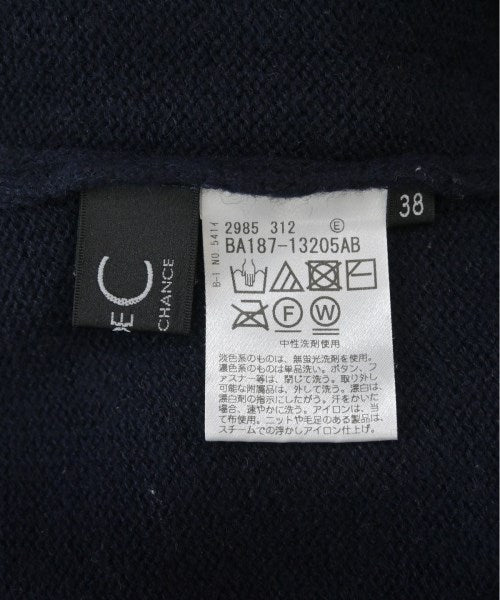 DE C
CHANCE
B-1 NO 5414
2985 312 Ⓔ
BA187-13205AB
Ⓕ Ⓦ
中性洗剤使用
淡色系のものは、無蛍光洗剤を使用。
濃色系のものは単品洗い。ボタン、フ
ァスナー等は、閉じて洗う。取り外し
可能な附属品は、外して洗う。漂白は、
漂白剤の指示にしたがう。汗をかいた
場合、速やかに洗う。アイロンは、当
て布使用。ニットや毛足のある製品は、
スチームでの浮かしアイロン仕上げ。
38